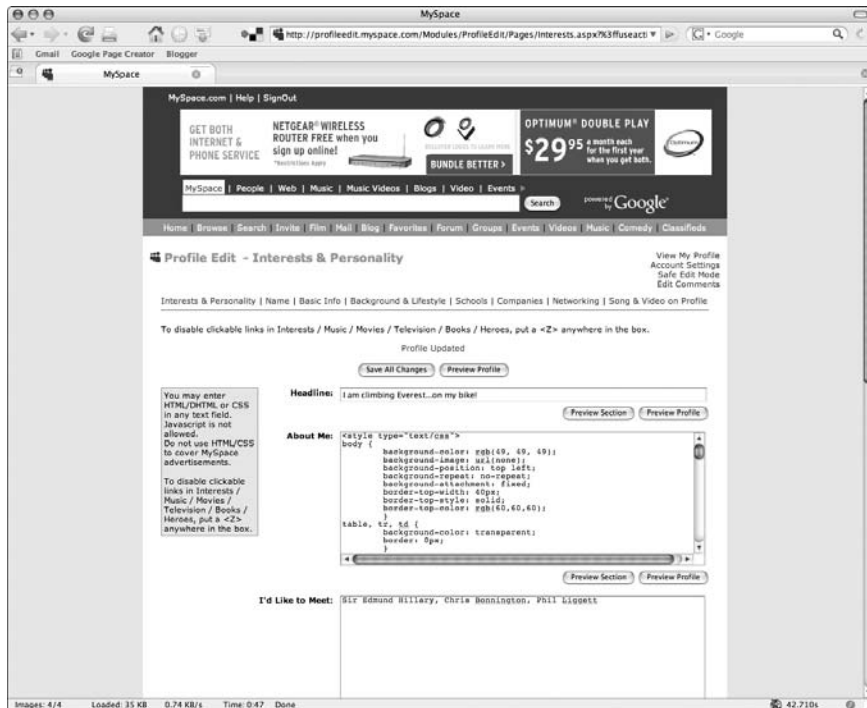 MySpace
http://profileedit.myspace.com/Modules/ProfileEdit/Pages/Interests.aspx?%3ffuseacti
G Google
Gmail Google Page Creator Blogger
MySpace
MySpace.com | Help | SignOut
GET BOTH INTERNET & PHONE SERVICE
NETGEAR® WIRELESS ROUTER FREE when you sign up online!
*Restrictions Apply
BUNDLE BETTER >
OPTIMUM® DOUBLE PLAY
$29.95 a month each for the first year when you get both.
Optimum
MySpace | People | Web | Music | Music Videos | Blogs | Video | Events
Search
powered by Google
Home | Browse | Search | Invite | Film | Mail | Blog | Favorites | Forum | Groups | Events | Videos | Music | Comedy | Classifieds
Profile Edit - Interests & Personality
View My Profile
Account Settings
Safe Edit Mode
Edit Comments
Interests & Personality | Name | Basic Info | Background & Lifestyle | Schools | Companies | Networking | Song & Video on Profile
To disable clickable links in Interests / Music / Movies / Television / Books / Heroes, put a <Z> anywhere in the box.
Profile Updated
Save All Changes Preview Profile
You may enter
HTML/DHTML or CSS
in any text field.
Javascript is not
allowed.
Do not use HTML/CSS
to cover MySpace
advertisements.
To disable clickable
links in Interests /
Music / Movies /
Television / Books /
Heroes, put a <Z>
anywhere in the box.
Headline: I am climbing Everest...on my bike!
Preview Section Preview Profile
About Me: <style type="text/css">
body {
background-color: rgb(49, 49, 49);
background-image: url(none);
background-position: top left;
background-repeat: no-repeat;
background-attachment: fixed;
border-top-width: 40px;
border-top-style: solid;
border-top-color: rgb(60,60,60);
}
table, tr, td {
background-color: transparent;
border: 0px;
}
Preview Section Preview Profile
I'd Like to Meet: Sir Edmund Hillary, Chris Bonnington, Phil Liggett
Images: 4/4 Loaded: 35 KB 0.74 KB/s Time: 0:47 Done 42.710s